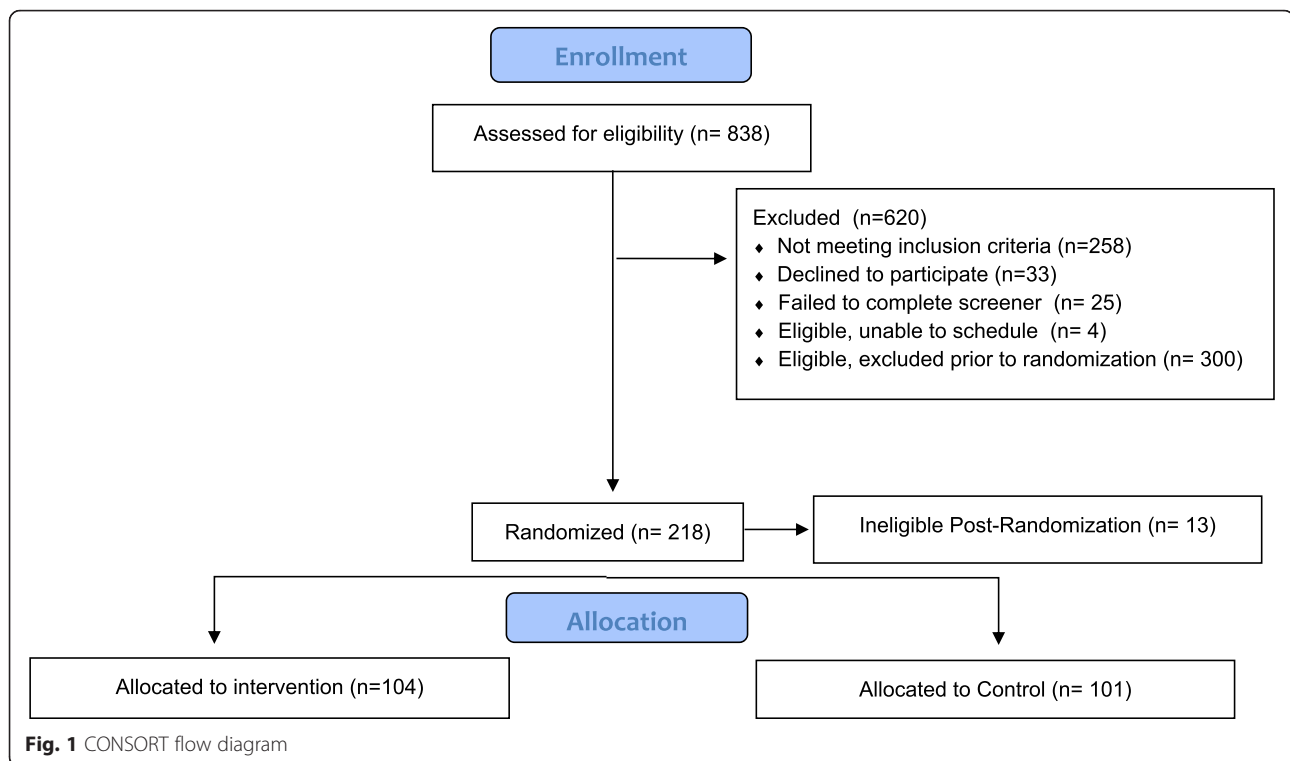 Enrollment
Assessed for eligibility (n= 838)
Excluded (n=620)
♦ Not meeting inclusion criteria (n=258)
♦ Declined to participate (n=33)
♦ Failed to complete screener (n= 25)
♦ Eligible, unable to schedule (n= 4)
♦ Eligible, excluded prior to randomization (n= 300)
Randomized (n= 218)
Ineligible Post-Randomization (n= 13)
Allocation
Allocated to intervention (n=104)
Allocated to Control (n= 101)
Fig. 1 CONSORT flow diagram